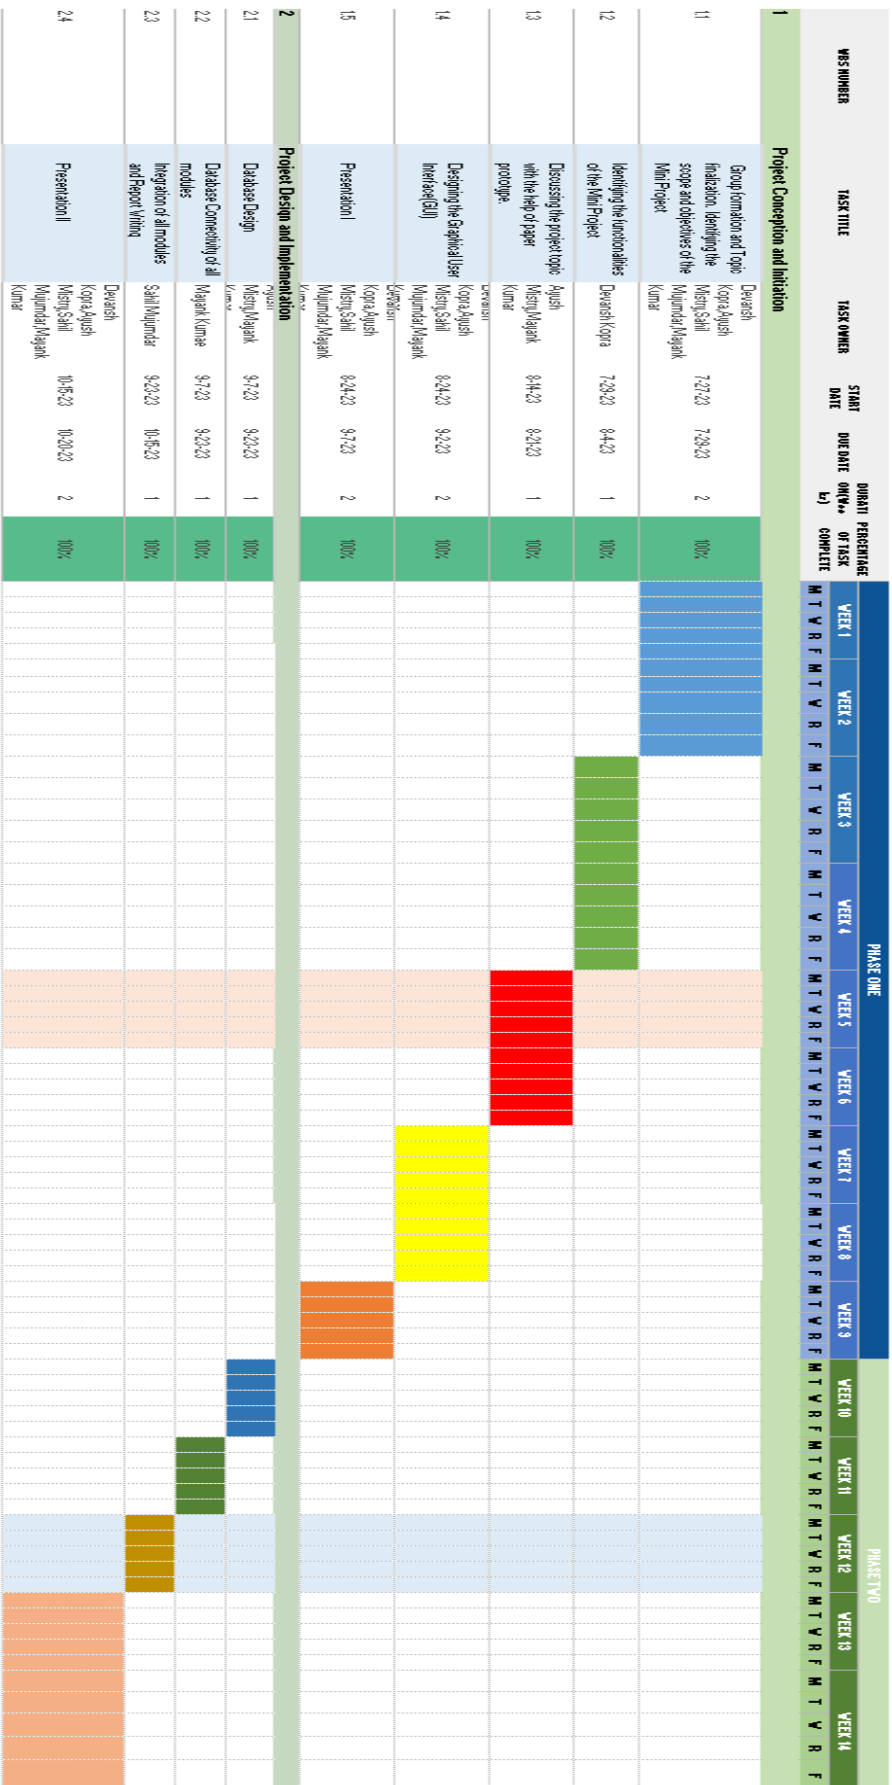 PHASE ONE
PHASE TWO
WBS NUMBER
TASK TITLE
TASK OWNER
START
DATE
DUE DATE
DURATI
ON(Wee
ks)
PERCENTAGE
OF TASK
COMPLETE
WEEK 1
WEEK 2
WEEK 3
WEEK 4
WEEK 5
WEEK 6
WEEK 7
WEEK 8
WEEK 9
WEEK 10
WEEK 11
WEEK 12
WEEK 13
WEEK 14
M T W R F M T W R F M T W R F M T W R F M T W R F M T W R F M T W R F M T W R F M T W R F M T W R F M T W R F M T W R F M T W R F M T W R F
1 Project Conception and Initiation
1.1
Group formation and Topic
finalization. Identifying the
scope and objectives of the
Mini Project
Devansh
Kopra,Ayush
Mistry,Sahil
Mujumdar,Mayank
Kumar
7-27-23
7-29-23
2
100%
1.2
Identifying the functionalities
of the Mini Project
Devansh Kopra
7-29-23
8-4-23
1
100%
1.3
Discussing the project topic
with the help of paper
prototype.
Ayush
Mistry,Mayank
Kumar
8-14-23
8-21-23
1
100%
1.4
Designing the Graphical User
Interface(GUI)
Devansh
Kopra,Ayush
Mistry,Sahil
Mujumdar,Mayank
Kumar
8-24-23
9-2-23
2
100%
1.5
Presentation I
Devansh
Kopra,Ayush
Mistry,Sahil
Mujumdar,Mayank
Kumar
8-24-23
9-7-23
2
100%
2 Project Design and Implementation
2.1
Database Design
Ayush
Mistry,Mayank
Kumar
9-7-23
9-23-23
1
100%
2.2
Database Connectivity of all
modules
Mayank Kumae
9-7-23
9-23-23
1
100%
2.3
Integration of all modules
and Report Writing
Sahil Mujumdar
9-23-23
10-15-23
1
100%
2.4
Presentation II
Devansh
Kopra,Ayush
Mistry,Sahil
Mujumdar,Mayank
Kumar
10-15-23
10-20-23
2
100%